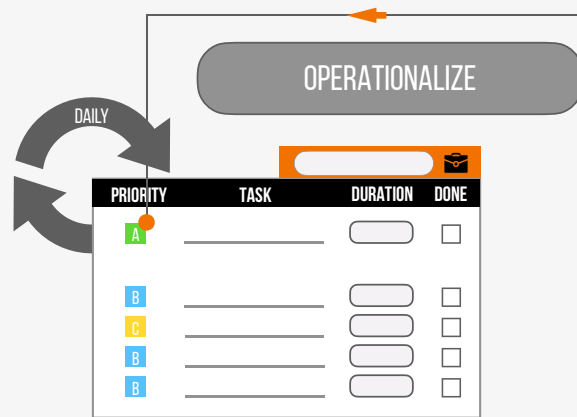 OPERATIONALIZE
DAILY
PRIORITY TASK DURATION DONE
A
B
C
B
B